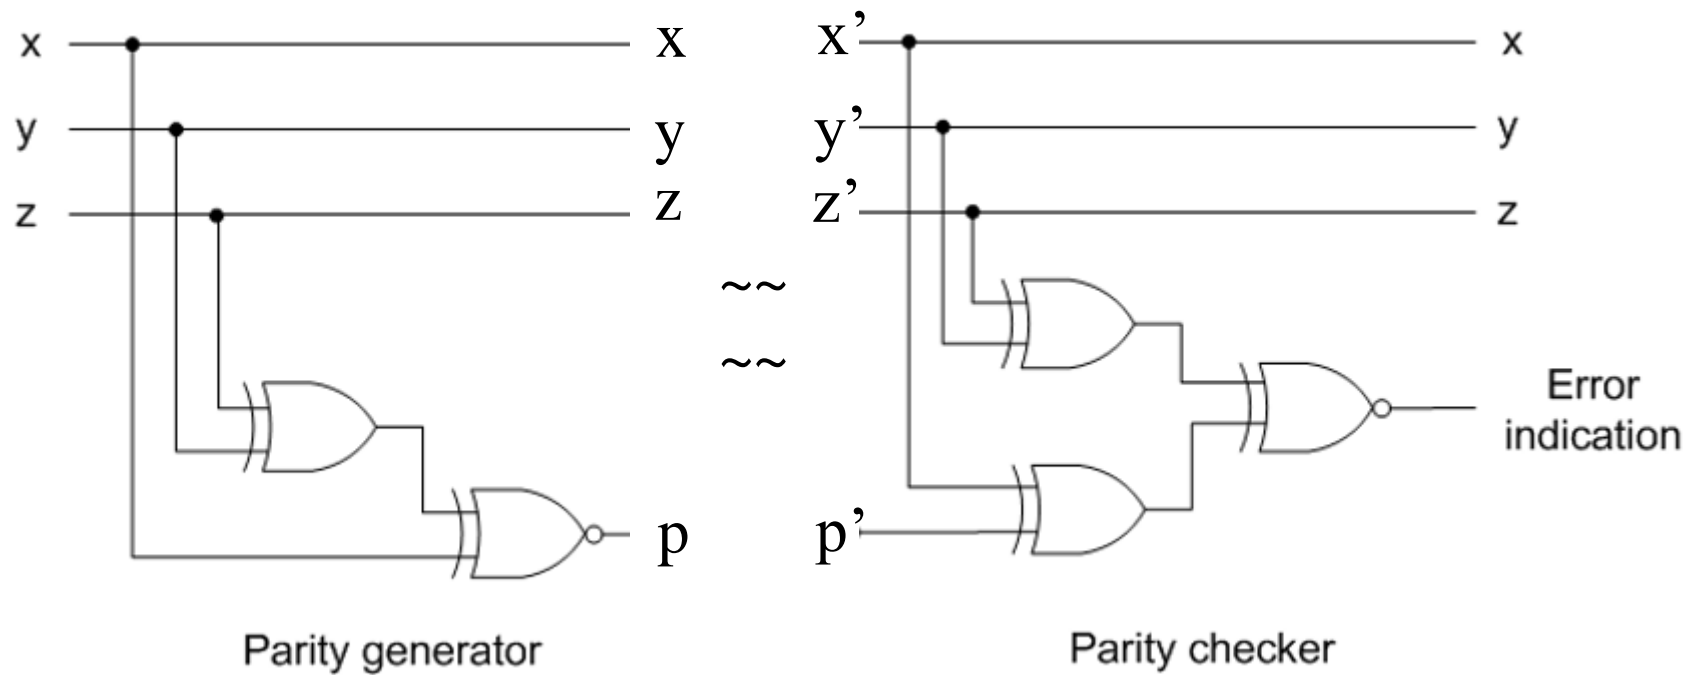 x
x
y
y
z
z
p
Parity generator
~~
~~
x’
x
y’
y
z’
z
p’
Error
indication
Parity checker